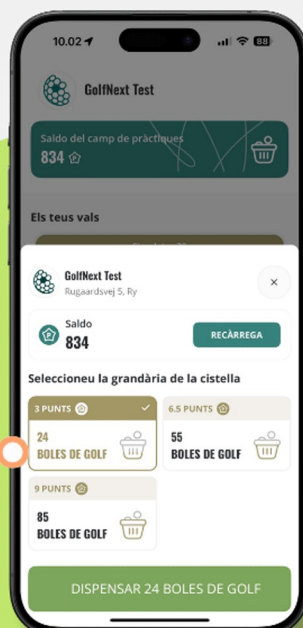 10.02
88
GolfNext Test
Saldo del camp de pràctiques
834
Els teus vals
GolfNext Test
Rugaardsvej 5, Ry
×
Saldo
834
RECÀRREGA
Seleccioneu la grandària de la cistella
3 PUNTS
24
BOLES DE GOLF
6.5 PUNTS
55
BOLES DE GOLF
9 PUNTS
85
BOLES DE GOLF
DISPENSAR 24 BOLES DE GOLF